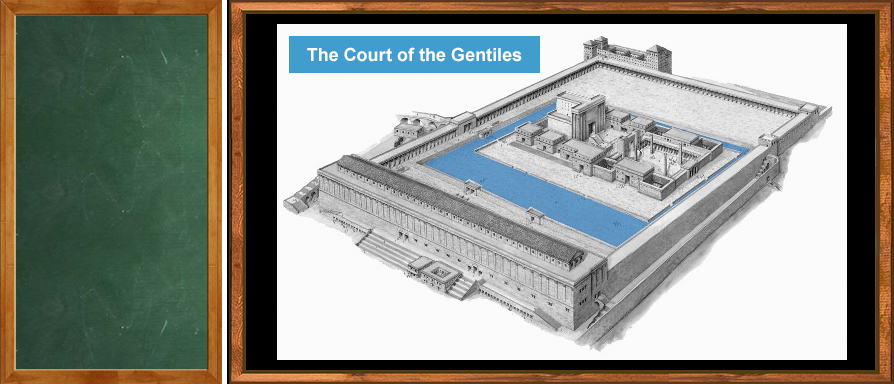 The Court of the Gentiles